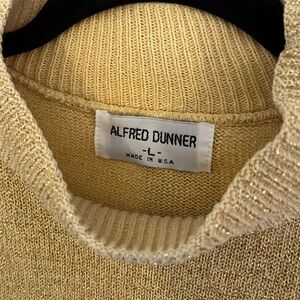 ALFRED DUNNER
-L-
MADE IN U.S.A.